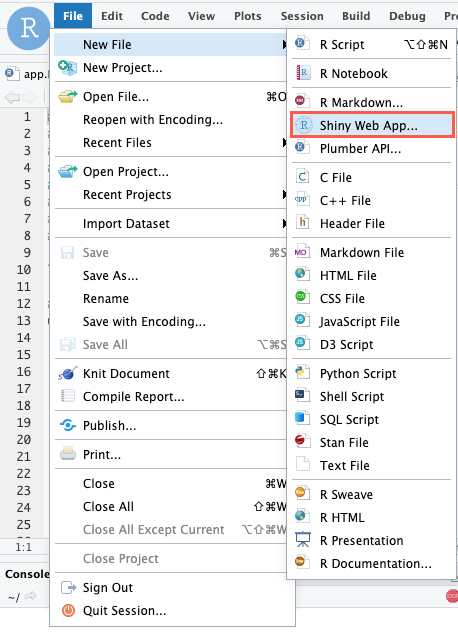 R
File Edit Code View Plots Session Build Debug
app.
1
2
3
4
5
6
7
8
9
10
12
13
14
15
16
17
18
19
20
21
22
23
24
25
26
1:1
Console
~/
New File
New Project...
Open File... ⌘O
Reopen with Encoding...
Recent Files
Open Project...
Recent Projects
Import Dataset
Save ⌘S
Save As...
Rename
Save with Encoding...
Save All ⌥⌘S
Knit Document ⇧⌘K
Compile Report...
Publish...
Print...
Close ⌘W
Close All ⇧⌘W
Close All Except Current ⌥⇧⌘W
Close Project
Sign Out
Quit Session...
R Script ⌥⇧⌘N
R Notebook
R Markdown...
Shiny Web App...
Plumber API...
C File
C++ File
Header File
Markdown File
HTML File
CSS File
JavaScript File
D3 Script
Python Script
Shell Script
SQL Script
Stan File
Text File
R Sweave
R HTML
R Presentation
R Documentation...